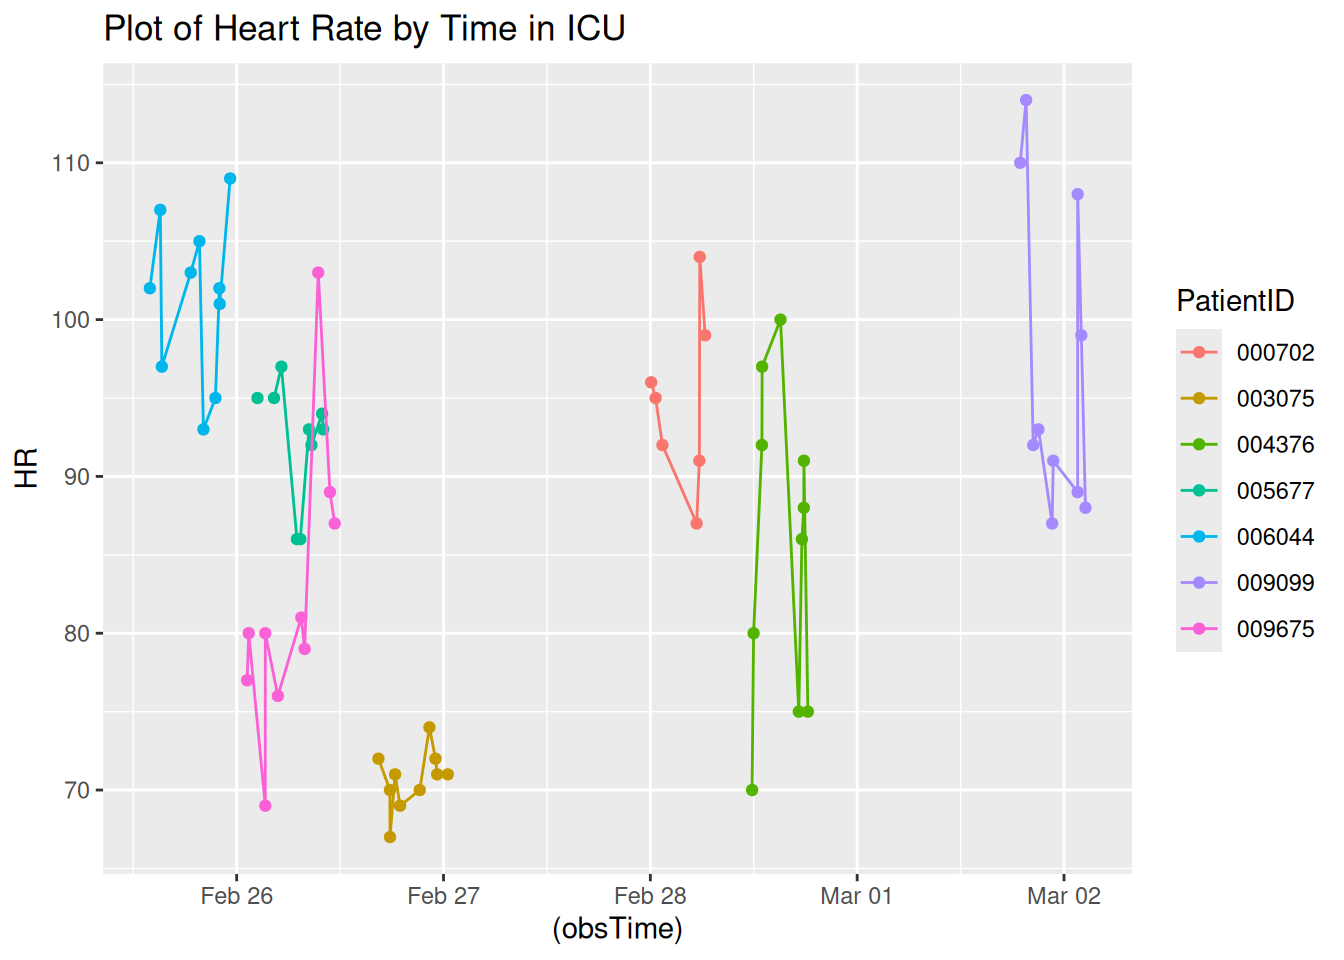 Plot of Heart Rate by Time in ICU
HR
110
100
90
80
70
Feb 26
Feb 27
Feb 28
Mar 01
Mar 02
(obsTime)
PatientID
000702
003075
004376
005677
006044
009099
009675